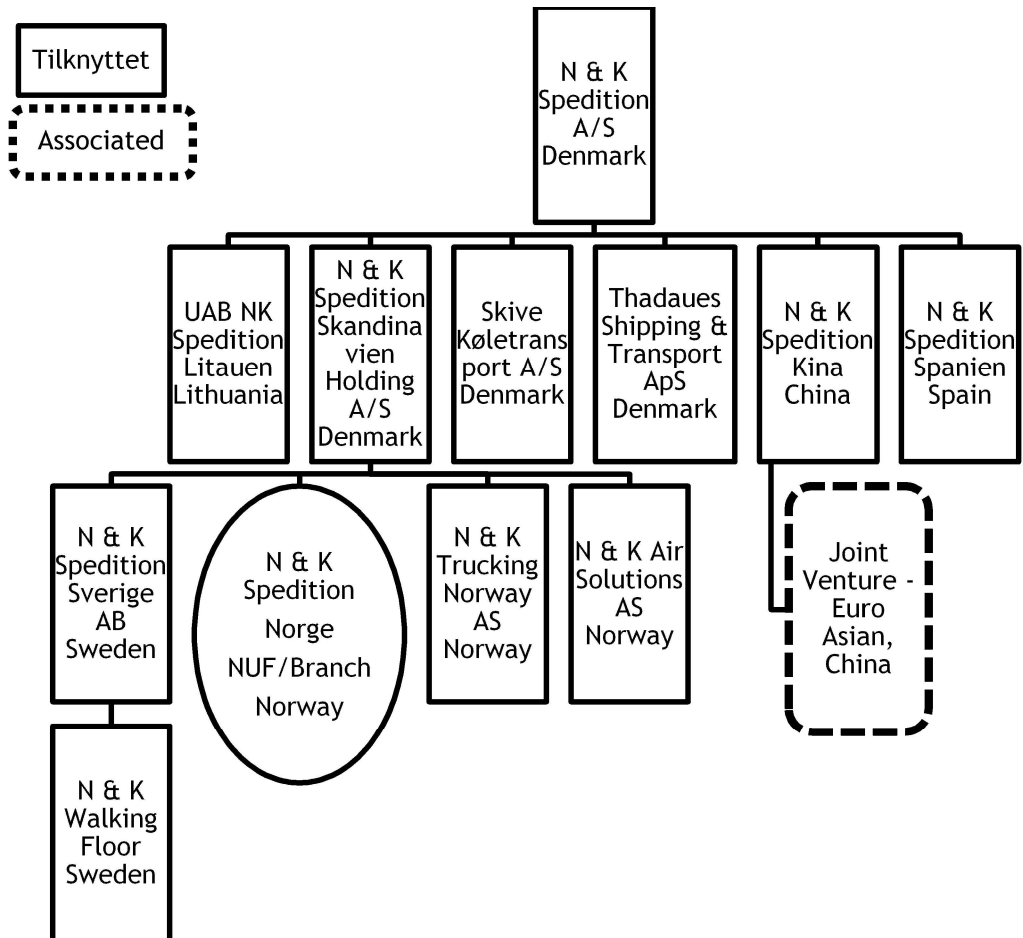 Tilknyttet
Associated
N & K
Spedition
A/S
Denmark
UAB NK
Spedition
Litauen
Lithuania
N & K
Spedition
Skandina
vien
Holding
A/S
Denmark
Skive
Køletrans
port A/S
Denmark
Thadaues
Shipping &
Transport
ApS
Denmark
N & K
Spedition
Kina
China
N & K
Spedition
Spanien
Spain
N & K
Spedition
Sverige
AB
Sweden
N & K
Spedition
Norge
NUF/Branch
Norway
N & K
Trucking
Norway
AS
Norway
N & K Air
Solutions
AS
Norway
Joint
Venture -
Euro
Asian,
China
N & K
Walking
Floor
Sweden